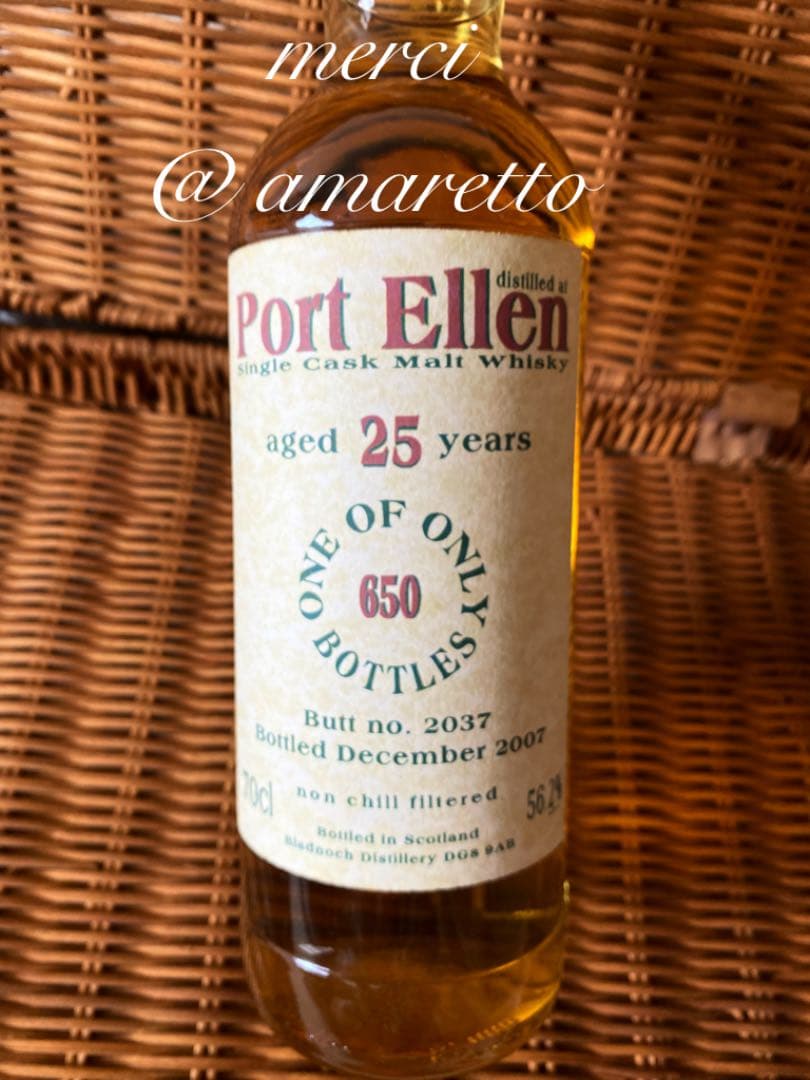 merci
@ amaretto
distilled at
Port Ellen
Single Cask Malt Whisky
aged 25 years
ONE OF ONLY
650
BOTTLES
Butt no. 2037
Bottled December 2007
70cl non chill filtered 56.2%
Bottled in Scotland
Bladnoch Distillery DG8 9AB